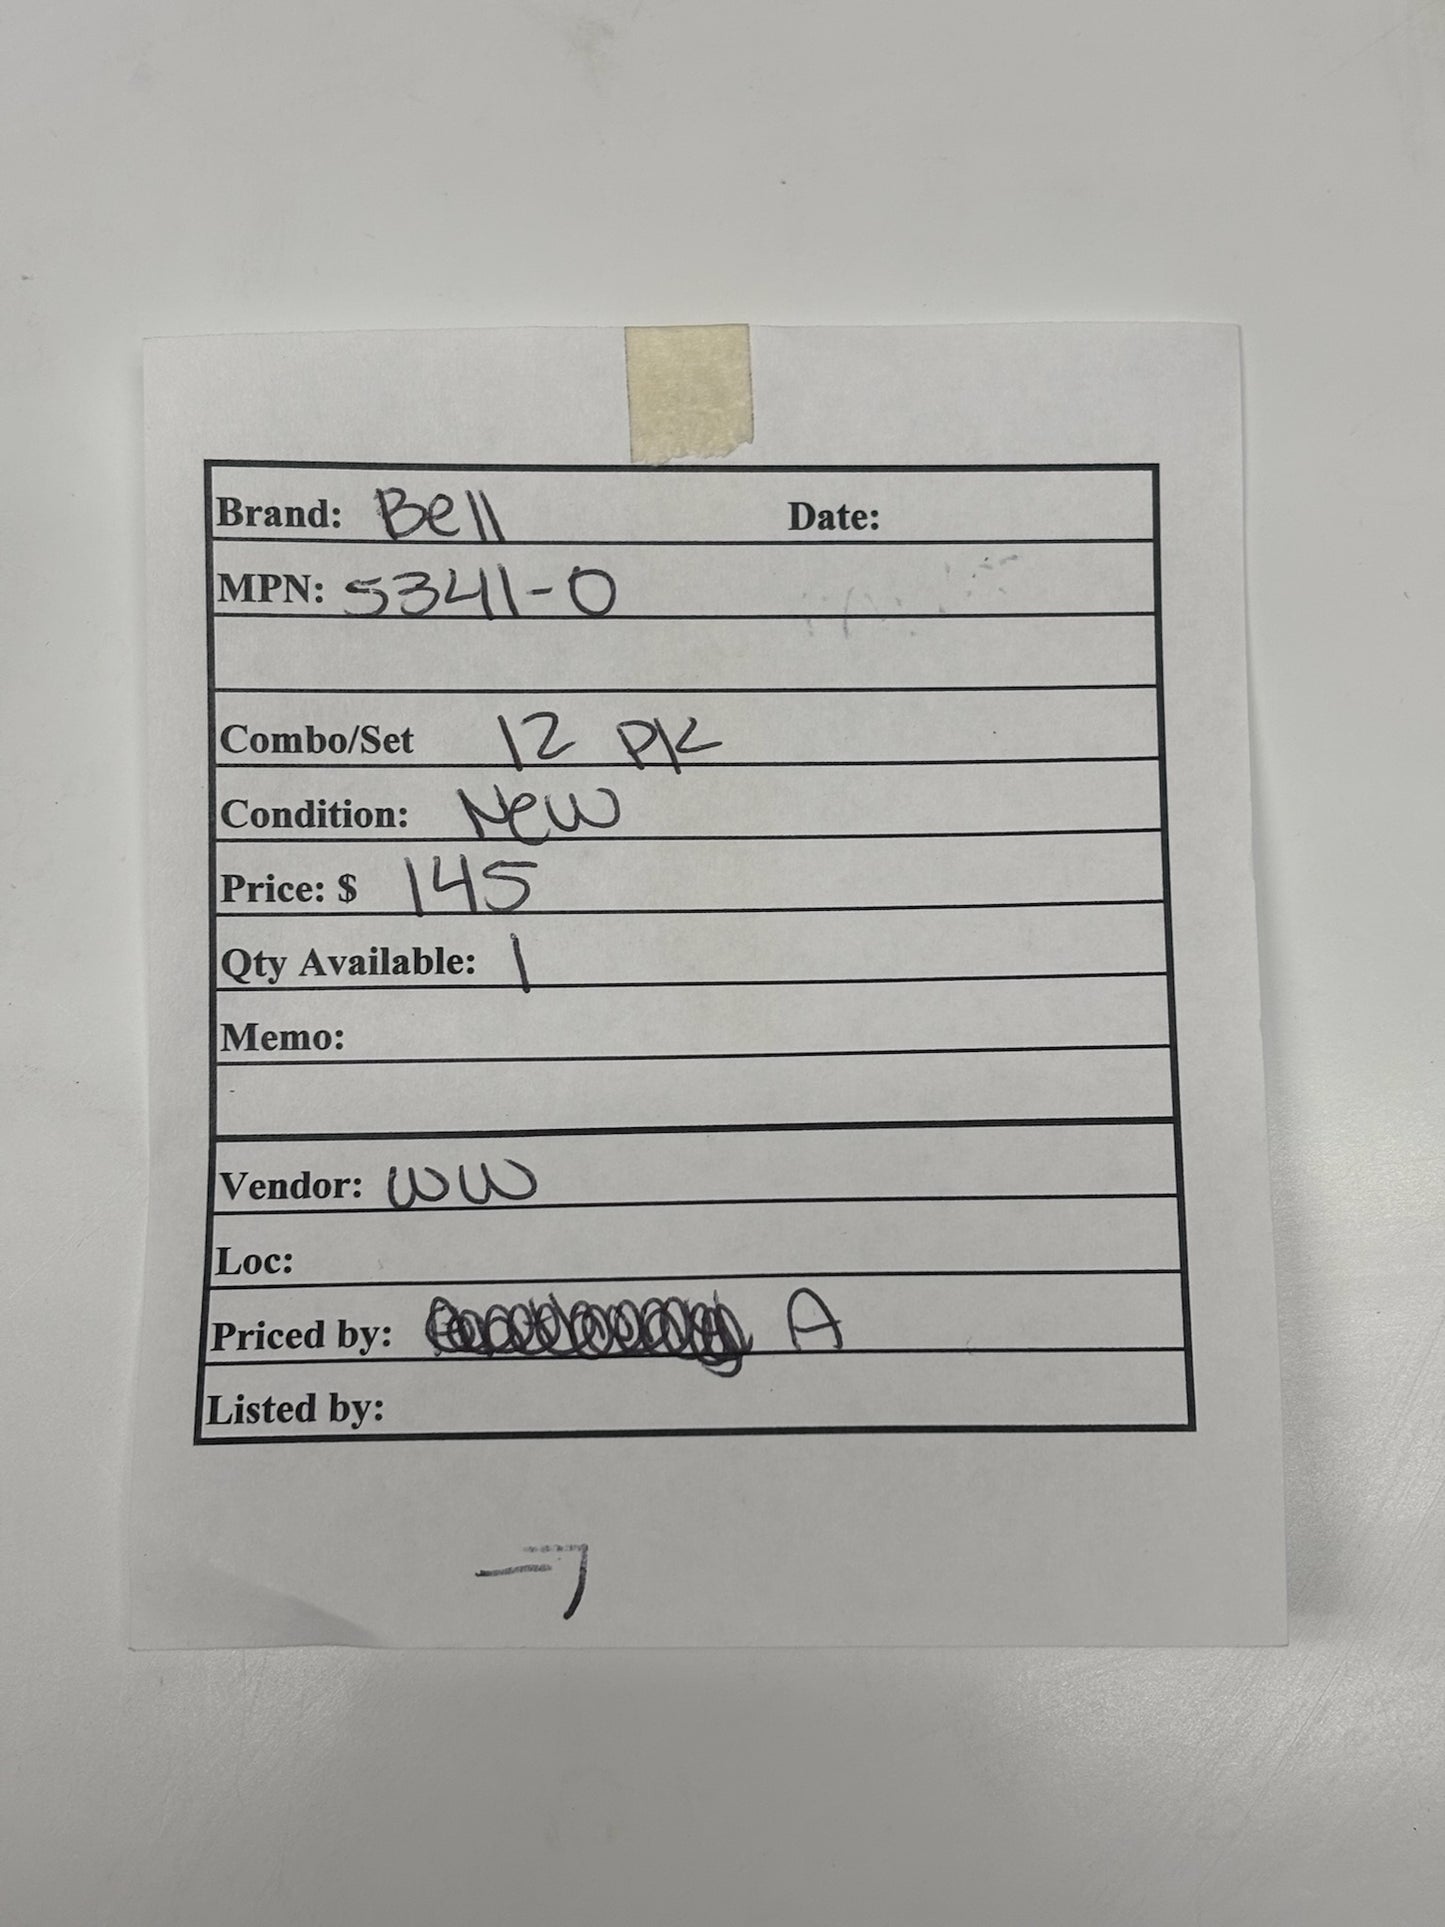 Brand: Bell Date:
MPN: 5341-0
Combo/Set 12 PK
Condition: New
Price: $ 145
Qty Available: 1
Memo:
Vendor: WW
Loc:
Priced by: A
Listed by:
-7